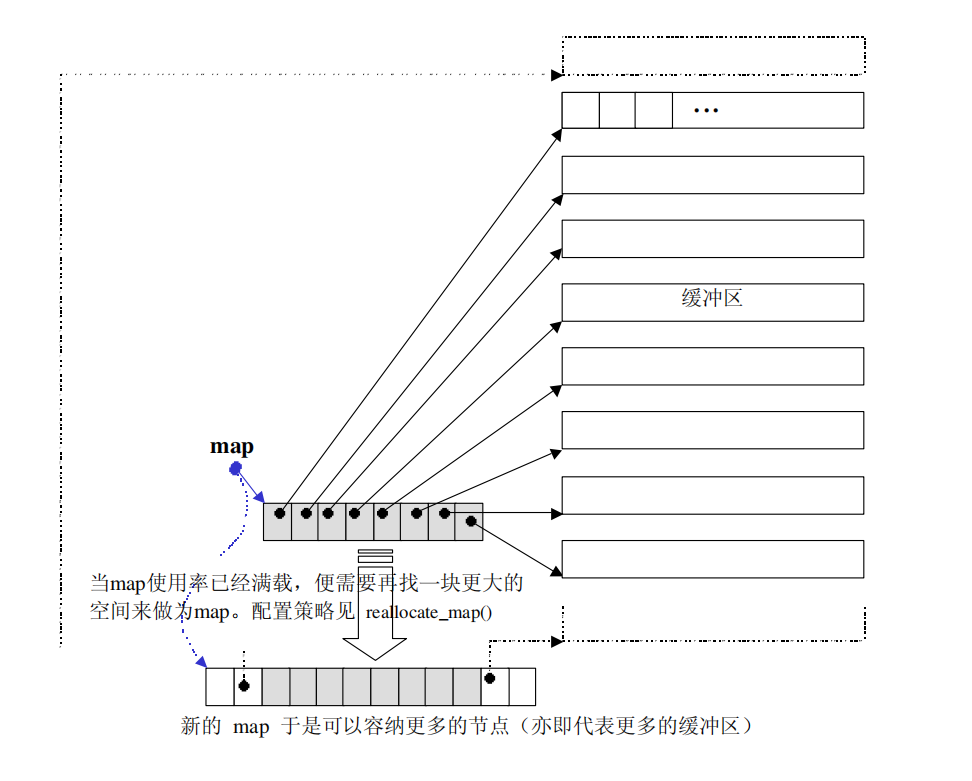 ...
缓冲区
map
当map使用率已经满载，便需要再找一块更大的
空间来做为map。配置策略见 reallocate_map()
新的 map 于是可以容纳更多的节点（亦即代表更多的缓冲区）